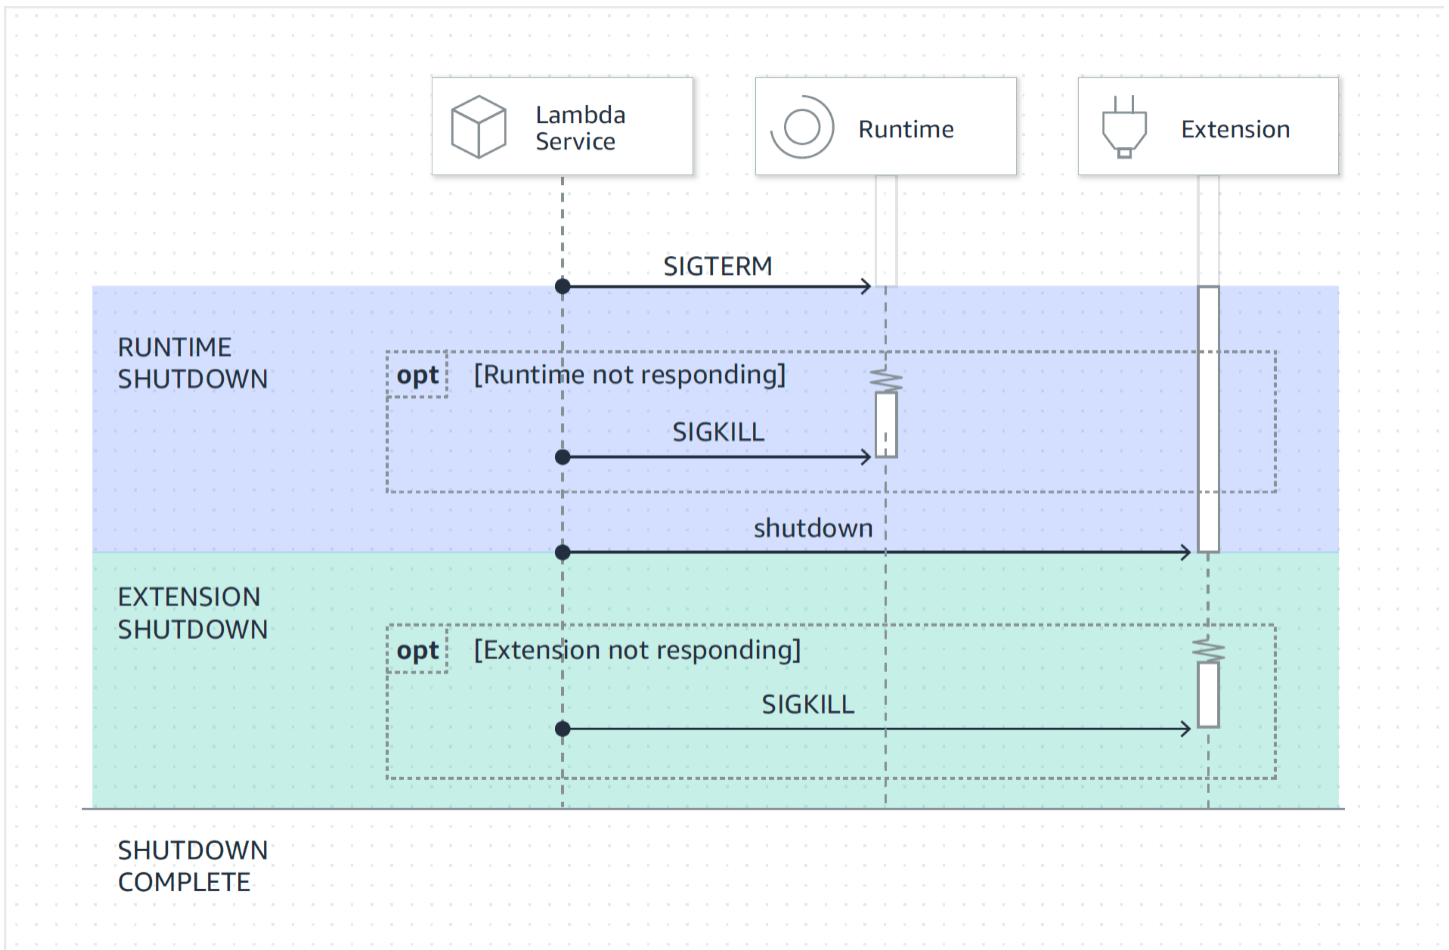 Lambda
Service
Runtime
Extension
SIGTERM
RUNTIME
SHUTDOWN
opt [Runtime not responding]
SIGKILL
shutdown
EXTENSION
SHUTDOWN
opt [Extension not responding]
SIGKILL
SHUTDOWN
COMPLETE